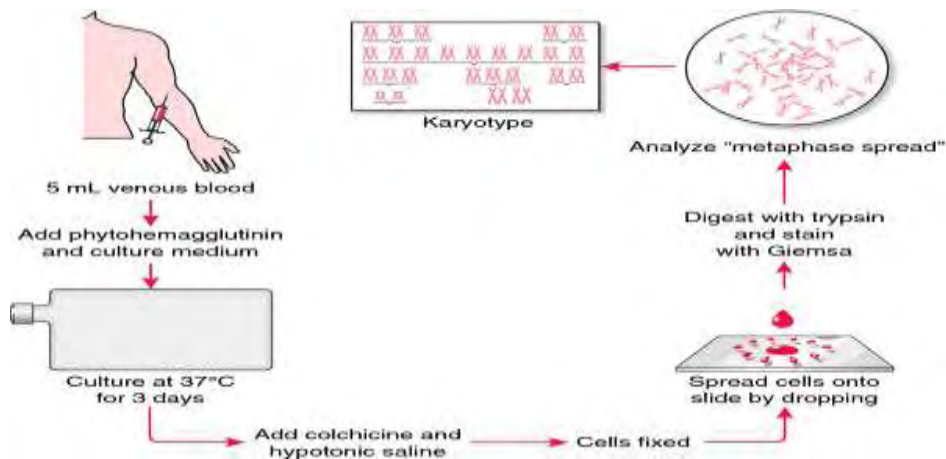 5 mL venous blood
Add phytohemagglutinin
and culture medium
Culture at 37°C
for 3 days
Add colchicine and
hypotonic saline
Cells fixed
Spread cells onto
slide by dropping
Digest with trypsin
and stain
with Giemsa
Analyze "metaphase spread"
Karyotype